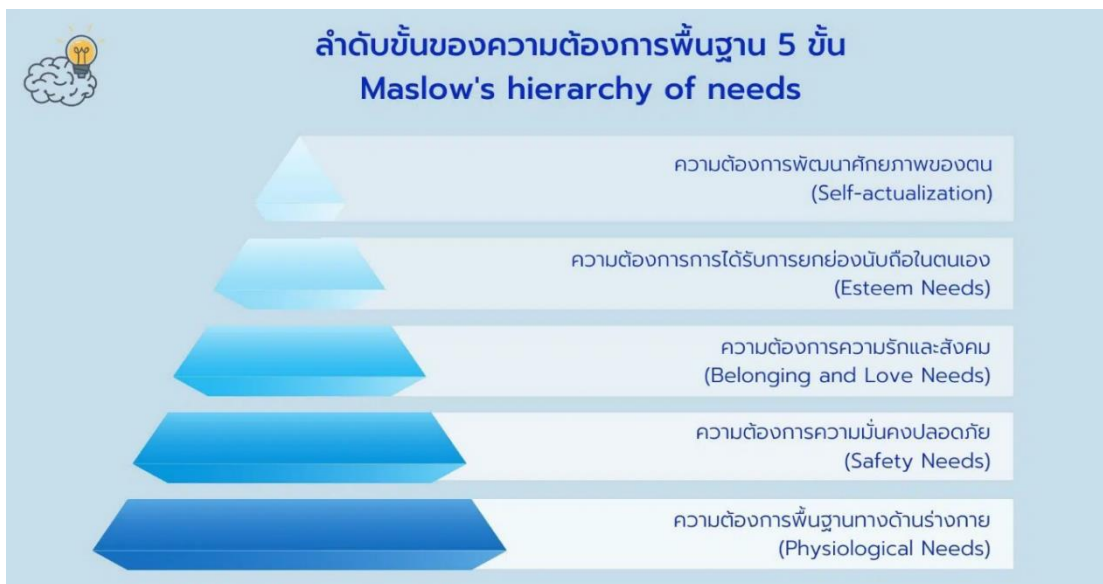 ลำดับขั้นของความต้องการพื้นฐาน 5 ขั้น
Maslow's hierarchy of needs
ความต้องการพัฒนาศักยภาพของตน
(Self-actualization)
ความต้องการการได้รับการยกย่องนับถือในตนเอง
(Esteem Needs)
ความต้องการความรักและสังคม
(Belonging and Love Needs)
ความต้องการความมั่นคงปลอดภัย
(Safety Needs)
ความต้องการพื้นฐานทางด้านร่างกาย
(Physiological Needs)